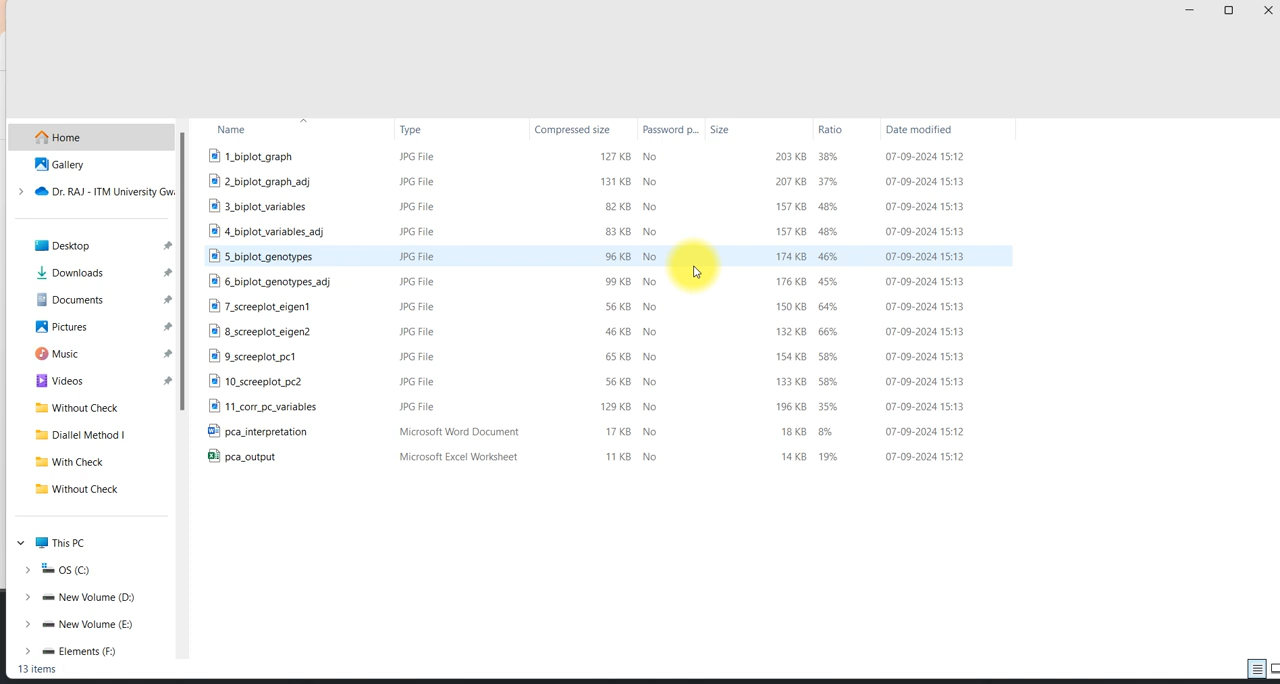 Name Type Compressed size Password p... Size Ratio Date modified
Home
Gallery
Dr. RAJ - ITM University Gwa
Desktop
Downloads
Documents
Pictures
Music
Videos
Without Check
Diallel Method I
With Check
Without Check
This PC
OS (C:)
New Volume (D:)
New Volume (E:)
Elements (F:)
1_biplot_graph JPG File 127 KB No 203 KB 38% 07-09-2024 15:12
2_biplot_graph_adj JPG File 131 KB No 207 KB 37% 07-09-2024 15:13
3_biplot_variables JPG File 82 KB No 157 KB 48% 07-09-2024 15:13
4_biplot_variables_adj JPG File 83 KB No 157 KB 48% 07-09-2024 15:13
5_biplot_genotypes JPG File 96 KB No 174 KB 46% 07-09-2024 15:13
6_biplot_genotypes_adj JPG File 99 KB No 176 KB 45% 07-09-2024 15:13
7_screeplot_eigen1 JPG File 56 KB No 150 KB 64% 07-09-2024 15:13
8_screeplot_eigen2 JPG File 46 KB No 132 KB 66% 07-09-2024 15:13
9_screeplot_pc1 JPG File 65 KB No 154 KB 58% 07-09-2024 15:13
10_screeplot_pc2 JPG File 56 KB No 133 KB 58% 07-09-2024 15:13
11_corr_pc_variables JPG File 129 KB No 196 KB 35% 07-09-2024 15:13
pca_interpretation Microsoft Word Document 17 KB No 18 KB 8% 07-09-2024 15:12
pca_output Microsoft Excel Worksheet 11 KB No 14 KB 19% 07-09-2024 15:12
13 items